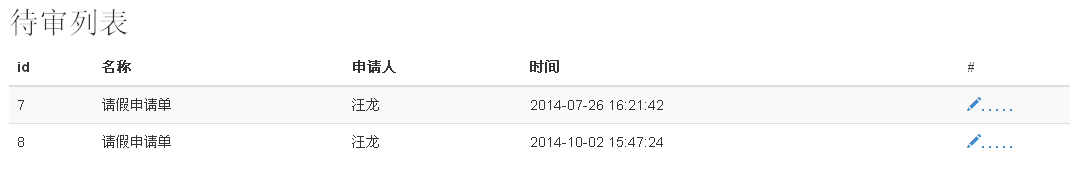 待审列表
id 名称 申请人 时间 #
7 请假申请单 汪龙 2014-07-26 16:21:42 .....
8 请假申请单 汪龙 2014-10-02 15:47:24 .....